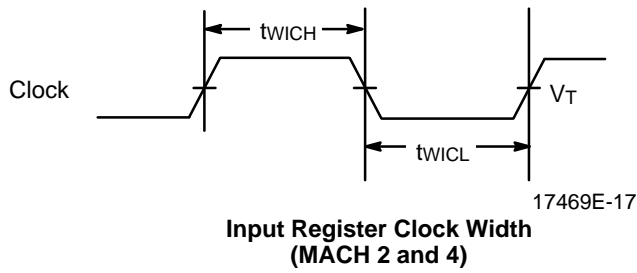 tWICH
Clock
VT
tWICL
17469E-17
Input Register Clock Width
(MACH 2 and 4)